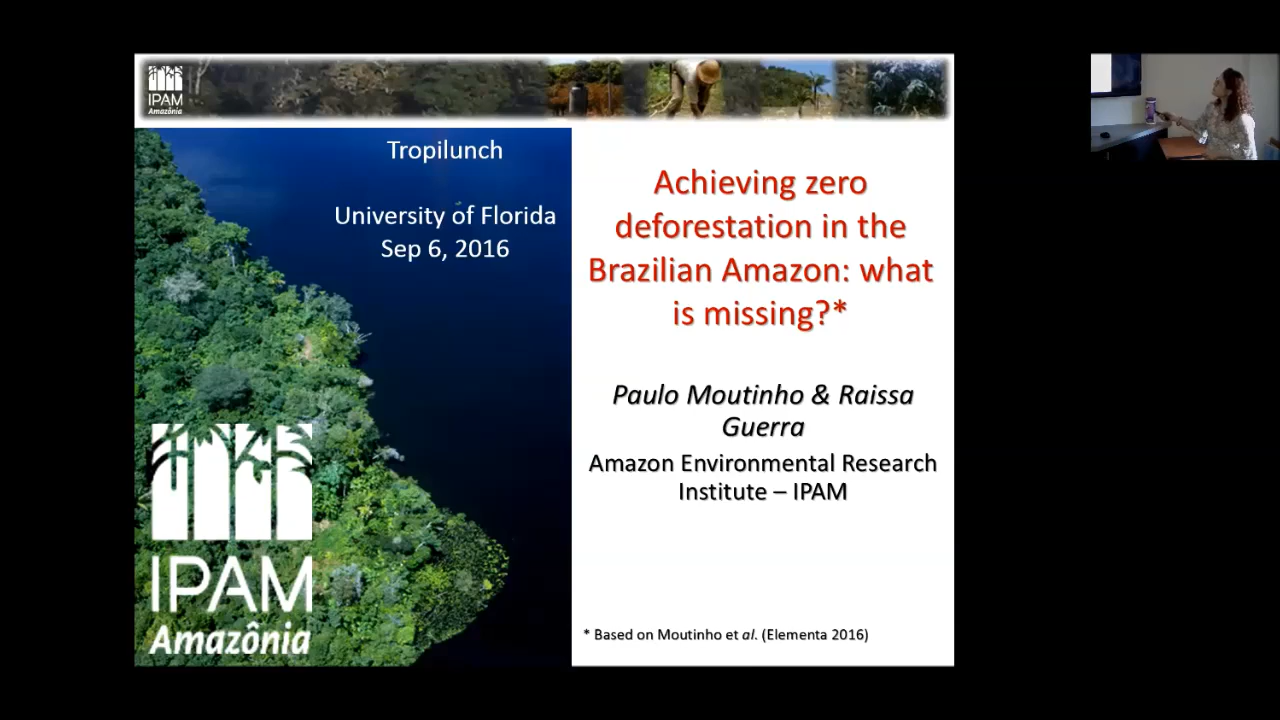 IPAM
Amazônia
Tropilunch
University of Florida
Sep 6, 2016
Achieving zero
deforestation in the
Brazilian Amazon: what
is missing?*
Paulo Moutinho & Raissa
Guerra
Amazon Environmental Research
Institute – IPAM
IPAM
Amazônia
* Based on Moutinho et al. (Elementa 2016)